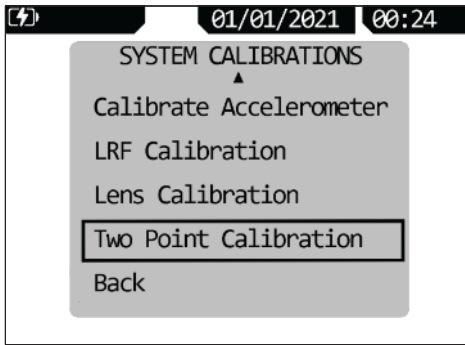 01/01/2021 00:24
SYSTEM CALIBRATIONS
Calibrate Accelerometer
LRF Calibration
Lens Calibration
Two Point Calibration
Back